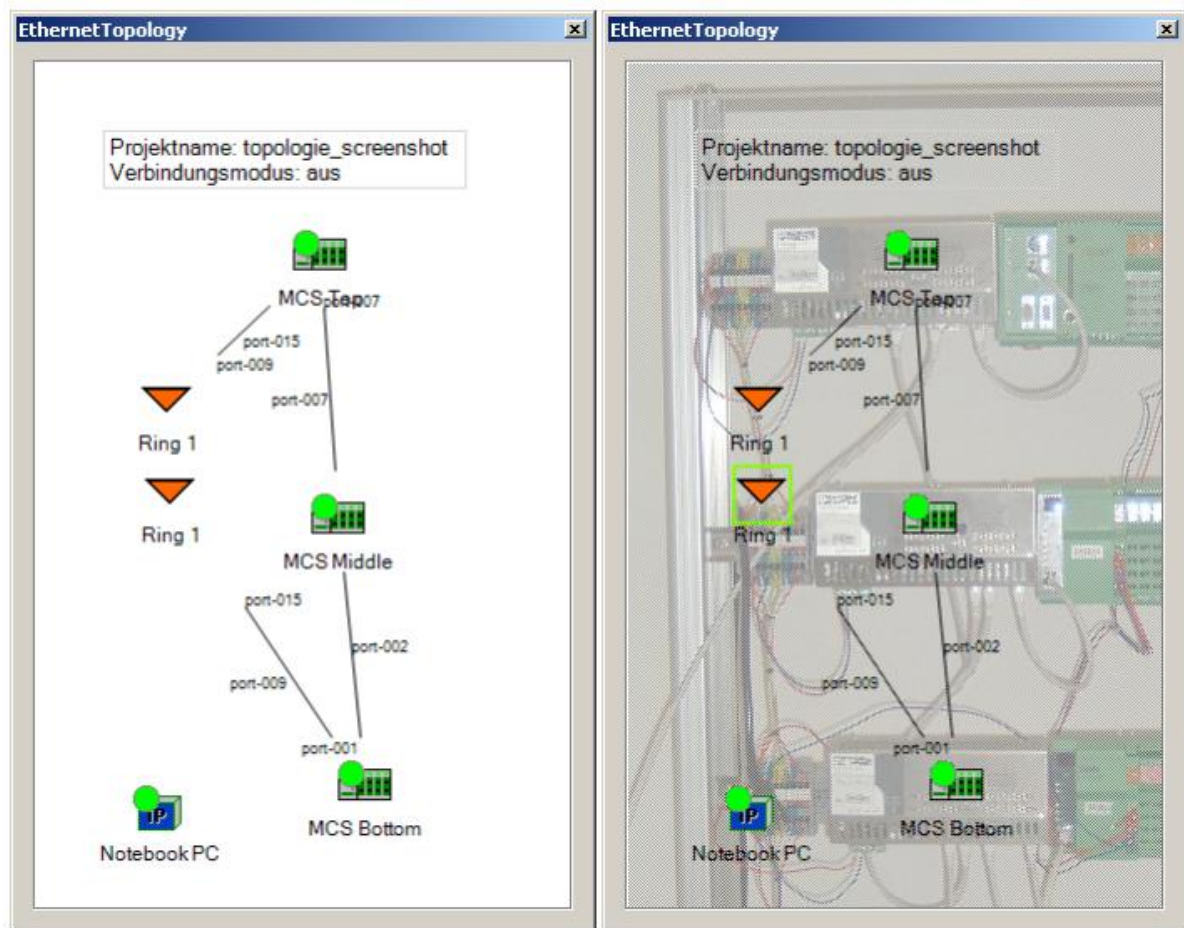 EthernetTopology
Projektname: topologie_screenshot
Verbindungsmodus: aus
MCS Top
port-007
port-015
port-009
port-007
Ring 1
Ring 1
MCS Middle
port-015
port-002
port-009
port-001
IP
MCS Bottom
Notebook PC
EthernetTopology
Projektname: topologie_screenshot
Verbindungsmodus: aus
MCS Top
port-007
port-015
port-009
port-007
Ring 1
Ring 1
MCS Middle
port-015
port-002
port-009
port-001
IP
MCS Bottom
Notebook PC